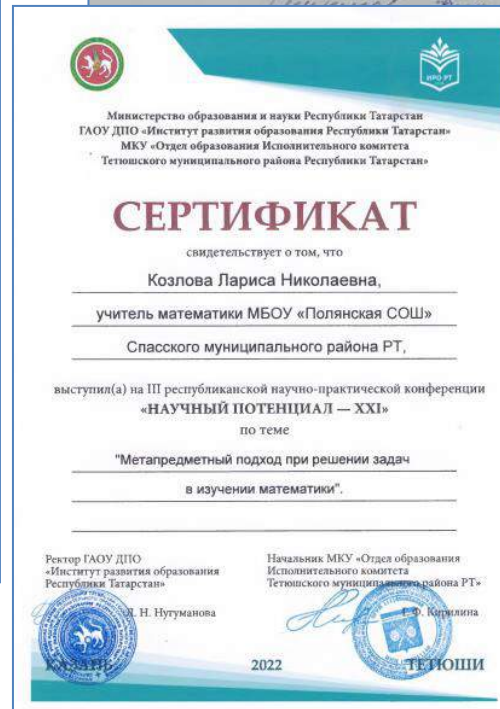 ИРО РТ
Министерство образования и науки Республики Татарстан
ГАОУ ДПО «Институт развития образования Республики Татарстан»
МКУ «Отдел образования Исполнительного комитета
Тетюшского муниципального района Республики Татарстан»
СЕРТИФИКАТ
свидетельствует о том, что
Козлова Лариса Николаевна,
учитель математики МБОУ «Полянская СОШ»
Спасского муниципального района РТ,
выступил(а) на III республиканской научно-практической конференции
«НАУЧНЫЙ ПОТЕНЦИАЛ — XXI»
по теме
"Метапредметный подход при решении задач
в изучении математики".
Ректор ГАОУ ДПО
«Институт развития образования
Республики Татарстан»
Л. Н. Нугуманова
Начальник МКУ «Отдел образования
Исполнительного комитета
Тетюшского муниципального района РТ»
Г. Ф. Кирилина
КАЗАНЬ
2022
ТЕТЮШИ